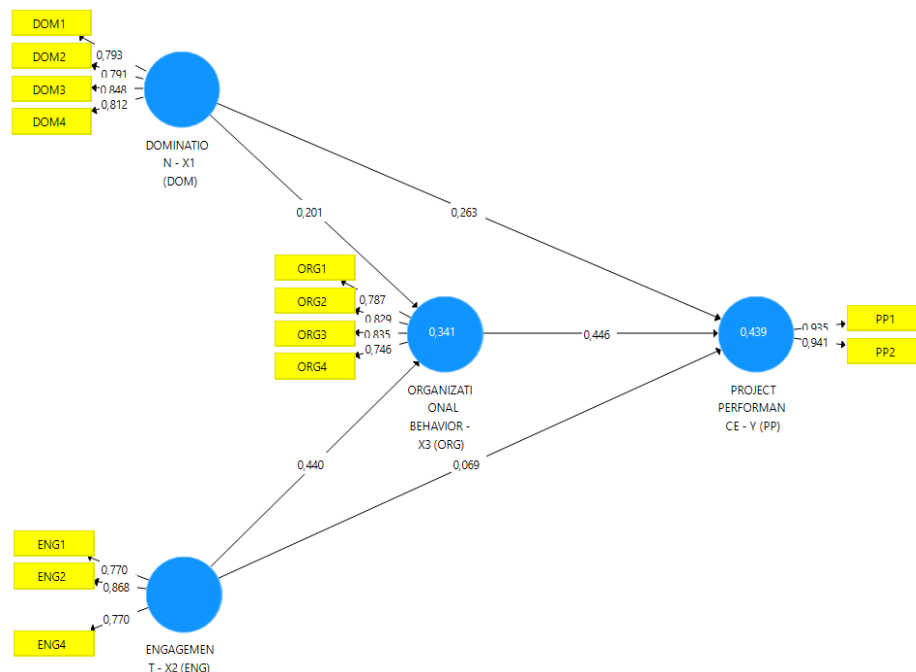 DOM1
0,793
DOM2
0,791
DOM3
0,848
DOM4
0,812
DOMINATIO
N - X1
(DOM)
0,201
0,263
ORG1
0,787
ORG2
0,829
ORG3
0,835
ORG4
0,746
0,341
ORGANIZATI
ONAL
BEHAVIOR -
X3 (ORG)
0,446
0,439
PROJECT
PERFORMAN
CE - Y (PP)
0,935
PP1
0,941
PP2
0,440
0,069
ENG1
0,770
ENG2
0,868
0,770
ENG4
ENGAGEMEN
T - X2 (ENG)